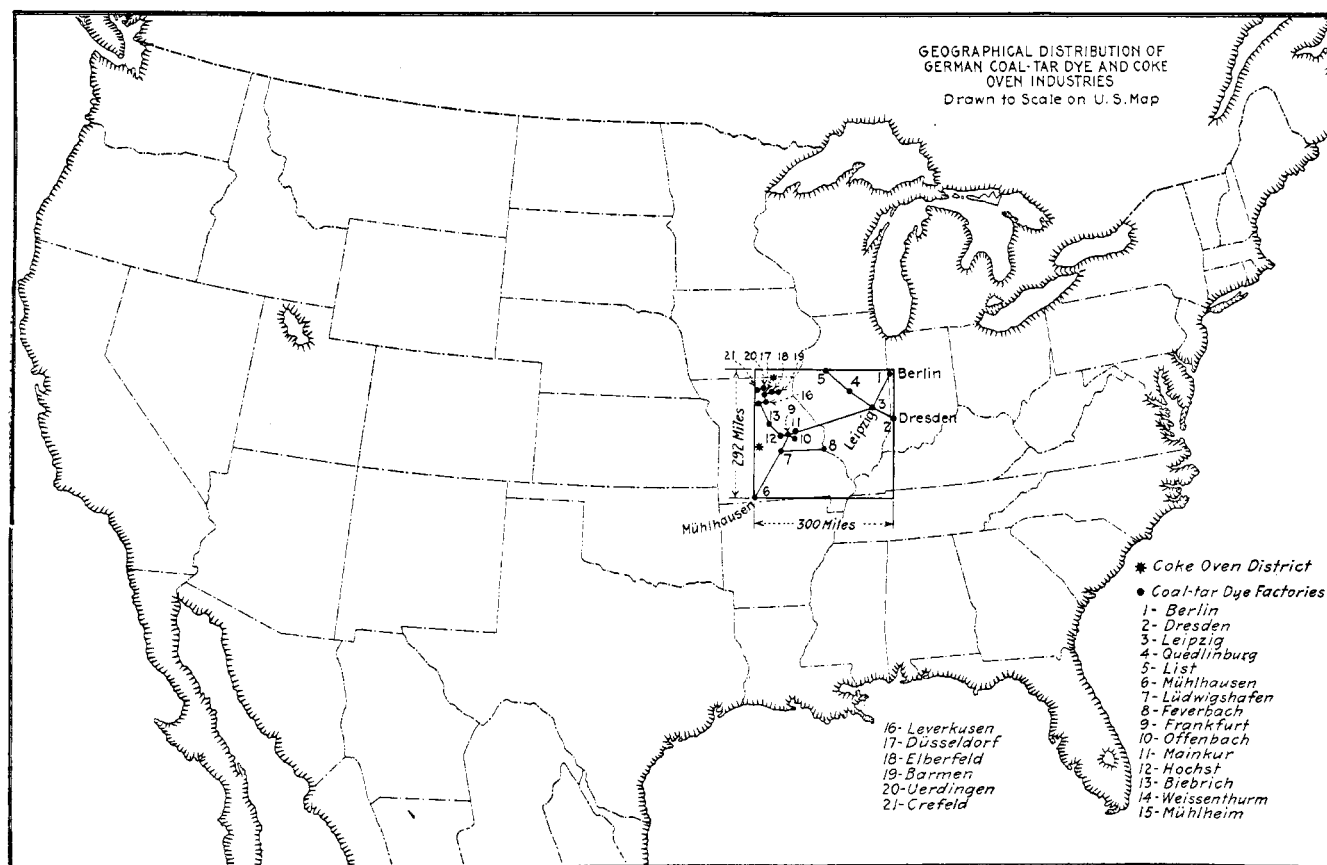 GEOGRAPHICAL DISTRIBUTION OF
GERMAN COAL-TAR DYE AND COKE
OVEN INDUSTRIES
Drawn to Scale on U.S. Map
21 20 17 18 19
16
9
13
11
12
10
7
8
6
5
4
1
Berlin
3
Leipzig
Dresden
2
292 Miles
Mühlhausen
300 Miles
* Coke Oven District
• Coal-tar Dye Factories
1- Berlin
2- Dresden
3- Leipzig
4- Quedlinburg
5- List
6- Mühlhausen
7- Lüdwigshafen
8- Feverbach
9- Frankfurt
10- Offenbach
11- Mainkur
12- Hochst
13- Biebrich
14- Weissenthurm
15- Mühlheim
16- Leverkusen
17- Düsseldorf
18- Elberfeld
19- Barmen
20- Uerdingen
21- Crefeld